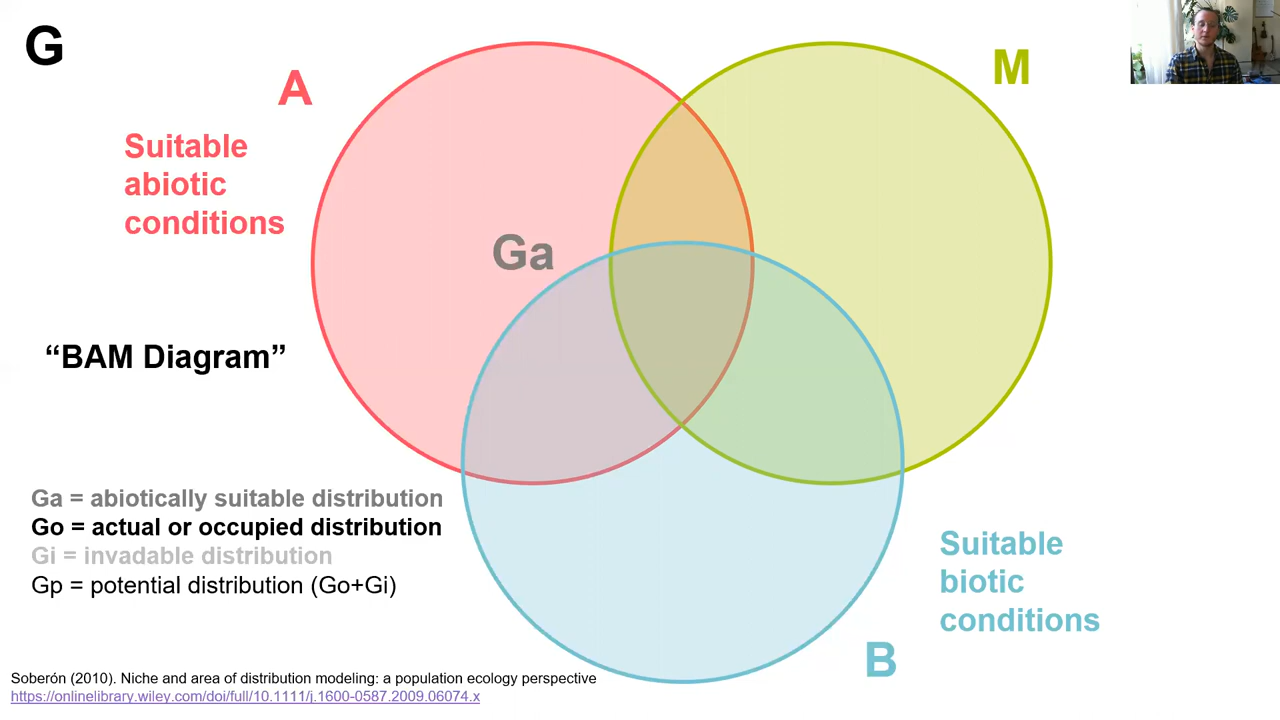 G
A
M
Suitable
abiotic
conditions
Ga
“BAM Diagram”
Ga = abiotically suitable distribution
Go = actual or occupied distribution
Gi = invadable distribution
Gp = potential distribution (Go+Gi)
Suitable
biotic
conditions
B
Soberón (2010). Niche and area of distribution modeling: a population ecology perspective
https://onlinelibrary.wiley.com/doi/full/10.1111/j.1600-0587.2009.06074.x